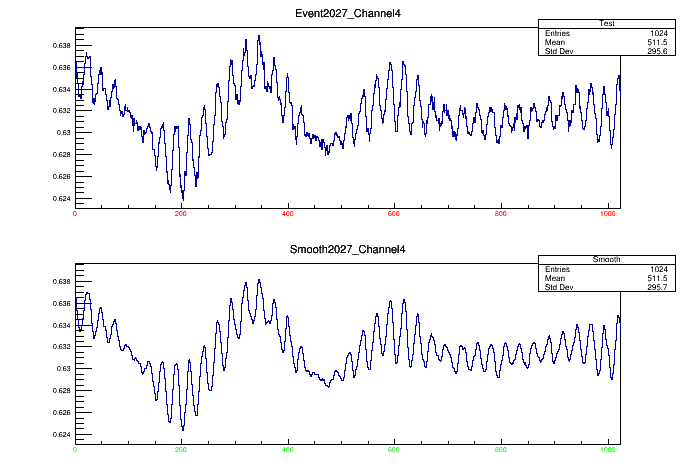 Event2027_Channel4
Test
Entries 1024
Mean 511.5
Std Dev 295.6
0.638
0.636
0.634
0.632
0.63
0.628
0.626
0.624
0 200 400 600 800 1000
Smooth2027_Channel4
Smooth
Entries 1024
Mean 511.5
Std Dev 295.7
0.638
0.636
0.634
0.632
0.63
0.628
0.626
0.624
0 200 400 600 800 1000